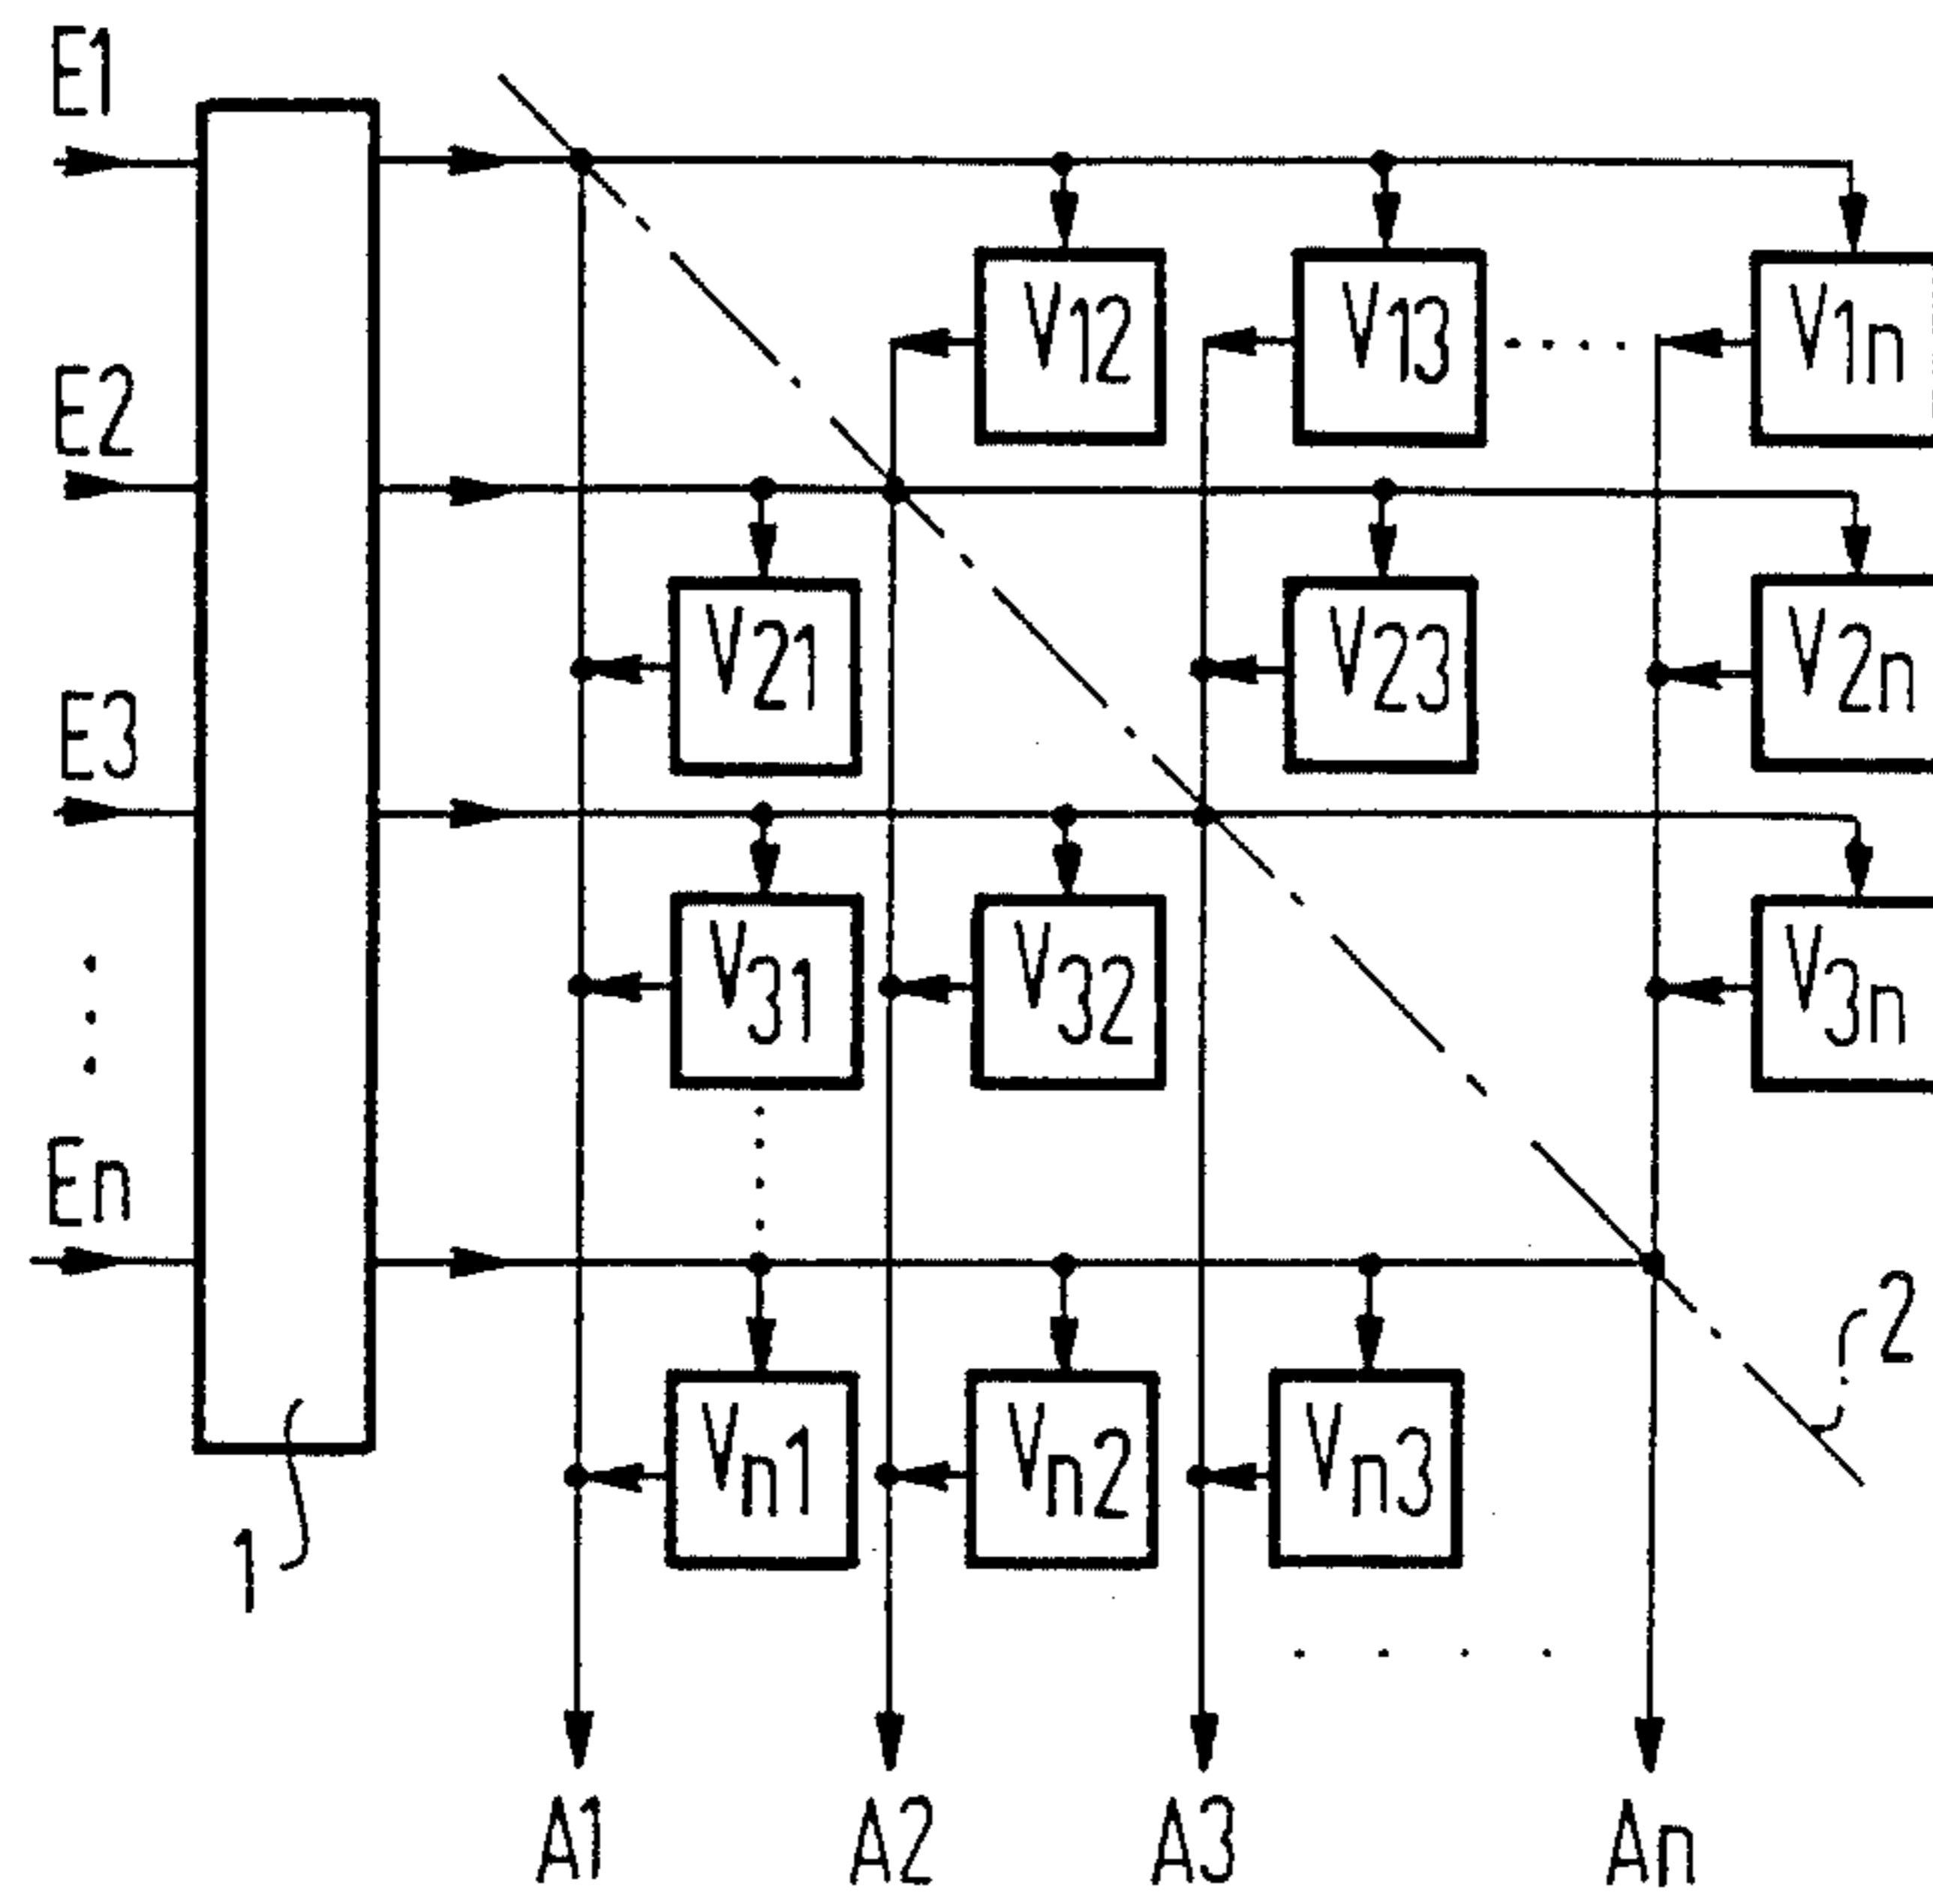 E1
V12 V13 V1n
E2
V21 V23 V2n
E3
V31 V32 V3n
En
2
Vn1 Vn2 Vn3
1
A1 A2 A3 An